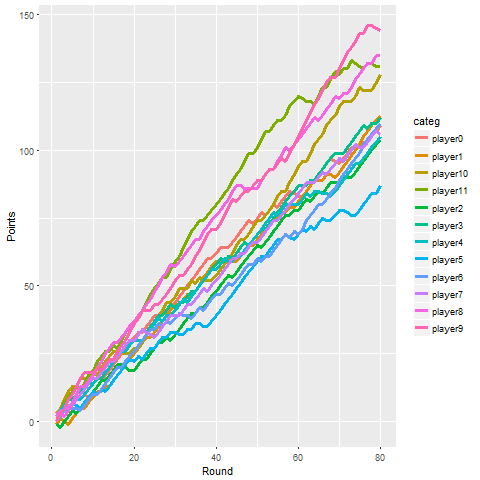 150
100
50
0
Points
0
20
40
60
80
Round
categ
player0
player1
player10
player11
player2
player3
player4
player5
player6
player7
player8
player9